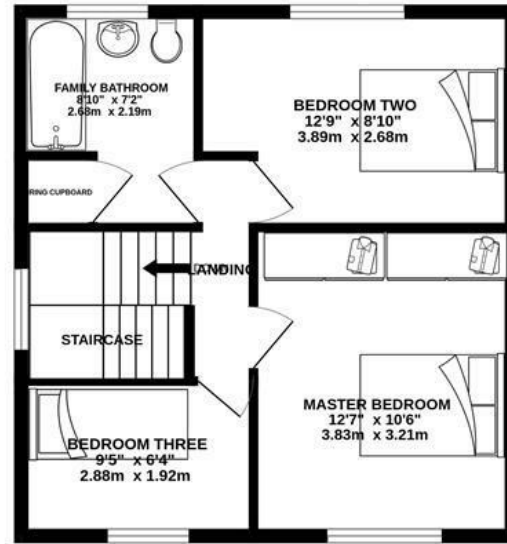 FAMILY BATHROOM
8'10" x 7'2"
2.68m x 2.19m
BEDROOM TWO
12'9" x 8'10"
3.89m x 2.68m
RING CUPBOARD
LANDING
STAIRCASE
MASTER BEDROOM
12'7" x 10'6"
3.83m x 3.21m
BEDROOM THREE
9'5" x 6'4"
2.88m x 1.92m